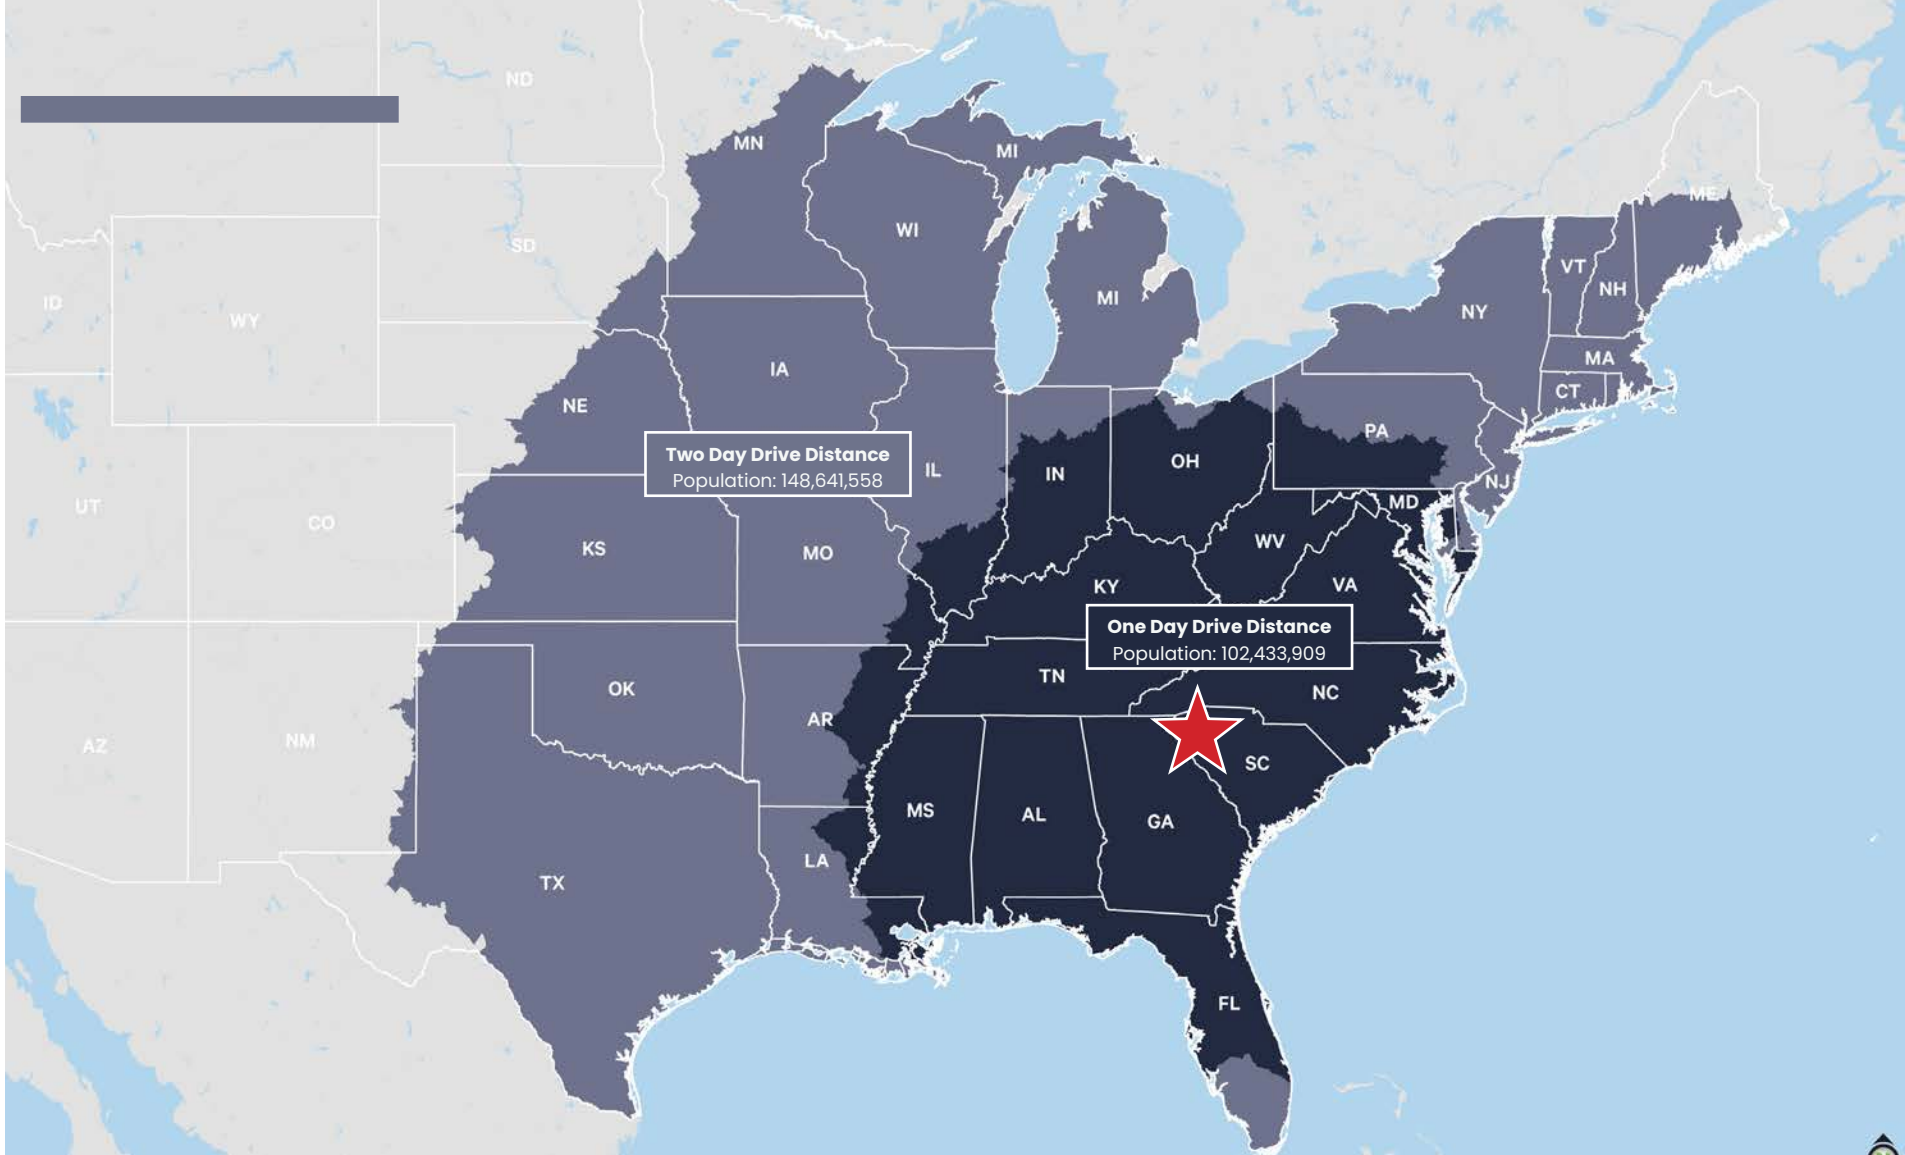 ND
MN
MI
ME
WI
SD
VT
ID
NH
MI
WY
NY
MA
IA
CT
NE
PA
Two Day Drive Distance
Population: 148,641,558
IL
IN
OH
NJ
MD
UT
CO
KS
MO
WV
KY
VA
One Day Drive Distance
Population: 102,433,909
TN
OK
NC
AR
AZ
NM
SC
MS
AL
GA
LA
TX
FL